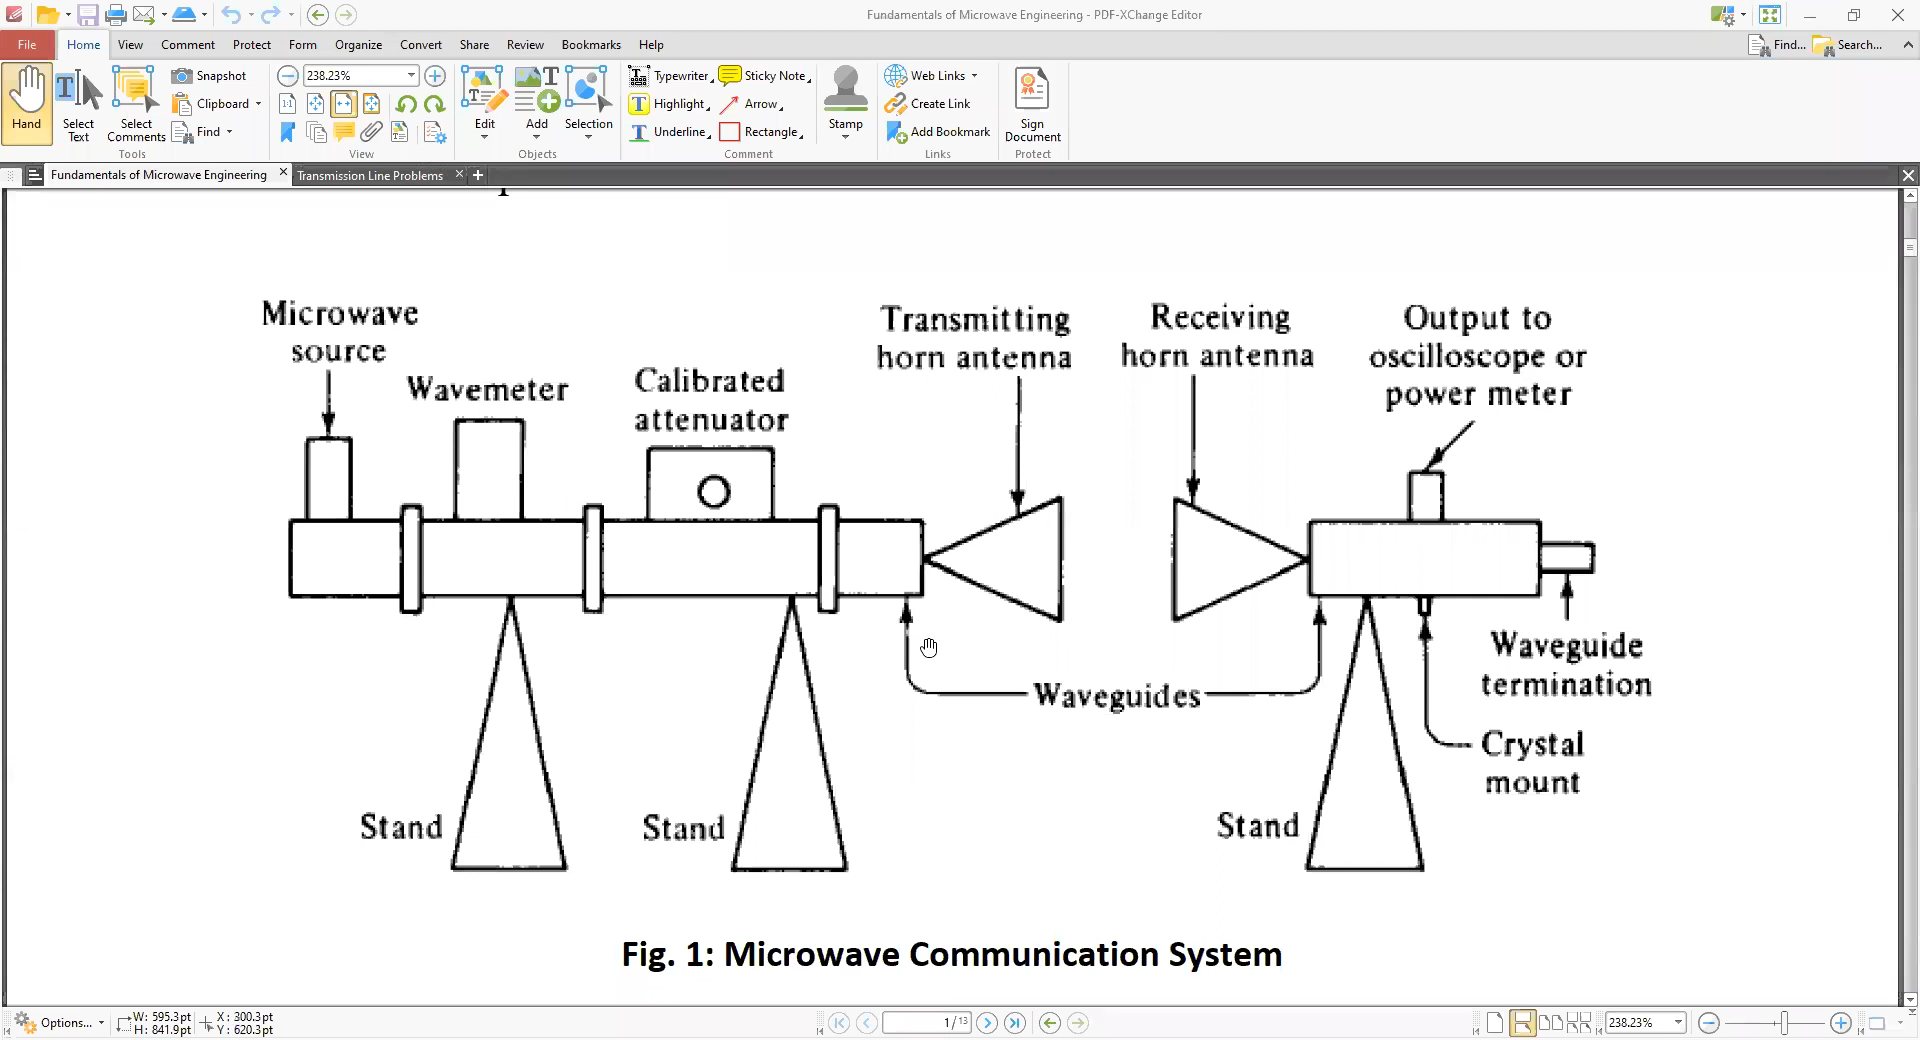 Fundamentals of Microwave Engineering - PDF-XChange Editor
File Home View Comment Protect Form Organize Convert Share Review Bookmarks Help
Find... Search...
Hand
Select
Text
Select
Comments
Snapshot
Clipboard
Find
Tools
238.23%
1:1
View
Edit
Add
Selection
Objects
Typewriter
Highlight
Underline
Sticky Note
Arrow
Rectangle
Stamp
Comment
Web Links
Create Link
Add Bookmark
Links
Sign
Document
Protect
Fundamentals of Microwave Engineering
Transmission Line Problems
Microwave
source
Wavemeter
Calibrated
attenuator
Transmitting
horn antenna
Receiving
horn antenna
Output to
oscilloscope or
power meter
Waveguides
Waveguide
termination
Crystal
mount
Stand
Stand
Stand
Fig. 1: Microwave Communication System
Options...
W: 595.3pt
H: 841.9pt
X: 300.3pt
Y: 620.3pt
1/13
238.23%